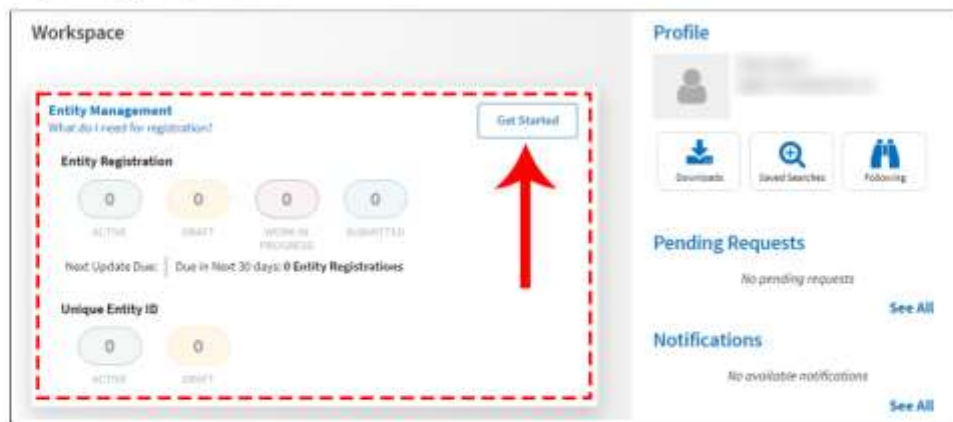 Workspace
Entity Management
What do I need for registration?
Get Started
Entity Registration
0 0 0 0
ACTIVE DRAFT WORK IN PROGRESS SUBMITTED
Next Update Due: Due in Next 30 days: 0 Entity Registrations
Unique Entity ID
0 0
ACTIVE DRAFT
Profile
Downloads Saved Searches Following
Pending Requests
No pending requests
See All
Notifications
No available notifications
See All